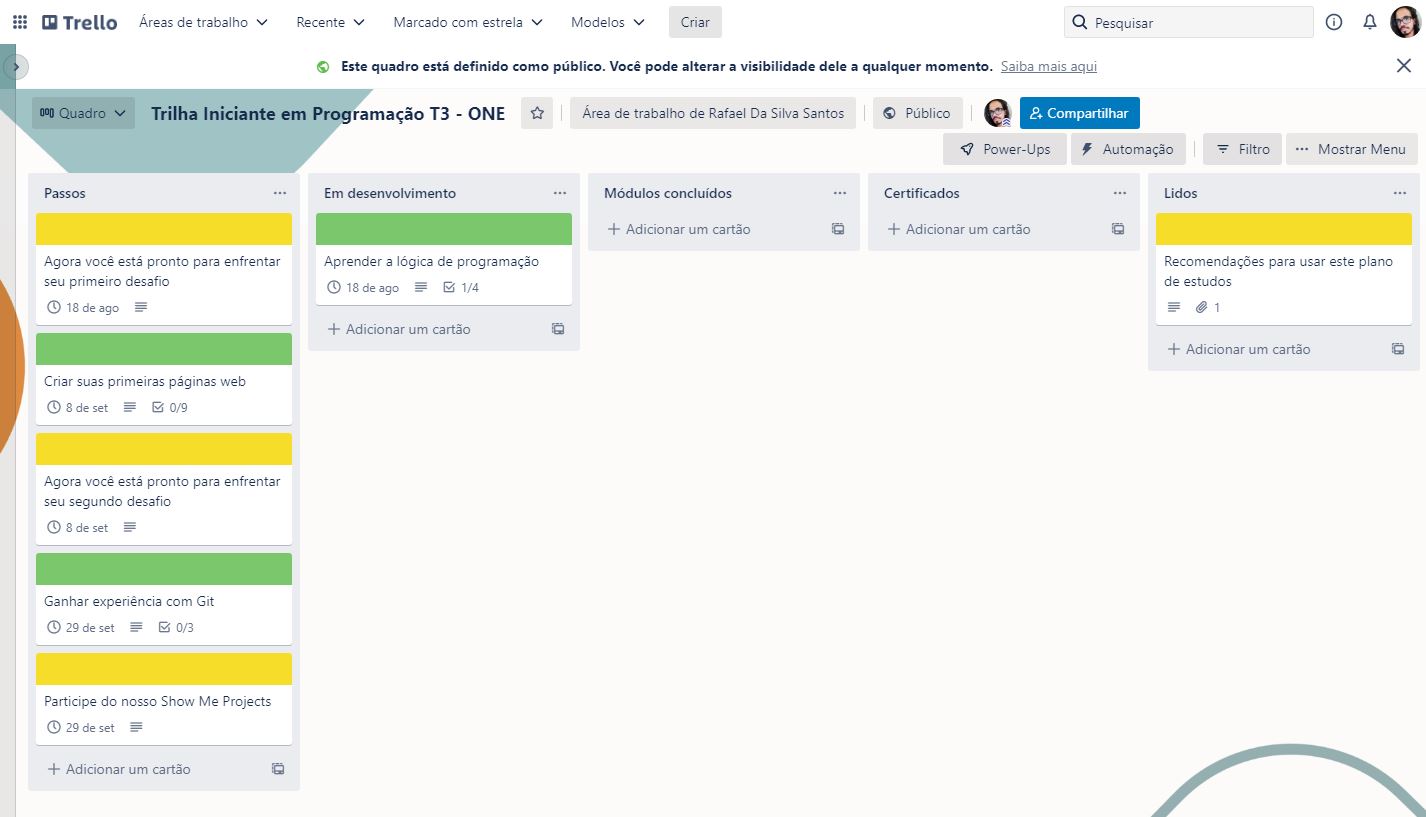 Trello Áreas de trabalho Recente Marcado com estrela Modelos Criar Pesquisar
Este quadro está definido como público. Você pode alterar a visibilidade dele a qualquer momento. Saiba mais aqui
Quadro Trilha Iniciante em Programação T3 - ONE Área de trabalho de Rafael Da Silva Santos Público Compartilhar
Power-Ups Automação Filtro Mostrar Menu
Passos
Agora você está pronto para enfrentar
seu primeiro desafio
18 de ago
Criar suas primeiras páginas web
8 de set 0/9
Agora você está pronto para enfrentar
seu segundo desafio
8 de set
Ganhar experiência com Git
29 de set 0/3
Participe do nosso Show Me Projects
29 de set
+ Adicionar um cartão
Em desenvolvimento
Aprender a lógica de programação
18 de ago 1/4
+ Adicionar um cartão
Módulos concluídos
+ Adicionar um cartão
Certificados
+ Adicionar um cartão
Lidos
Recomendações para usar este plano
de estudos
1
+ Adicionar um cartão